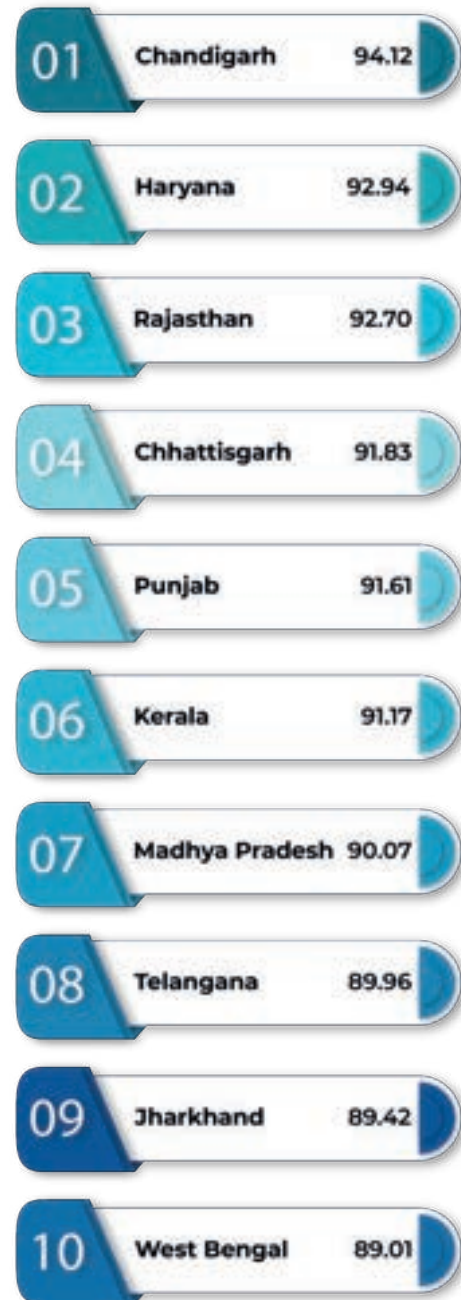 01 Chandigarh 94.12
02 Haryana 92.94
03 Rajasthan 92.70
04 Chhattisgarh 91.83
05 Punjab 91.61
06 Kerala 91.17
07 Madhya Pradesh 90.07
08 Telangana 89.96
09 Jharkhand 89.42
10 West Bengal 89.01